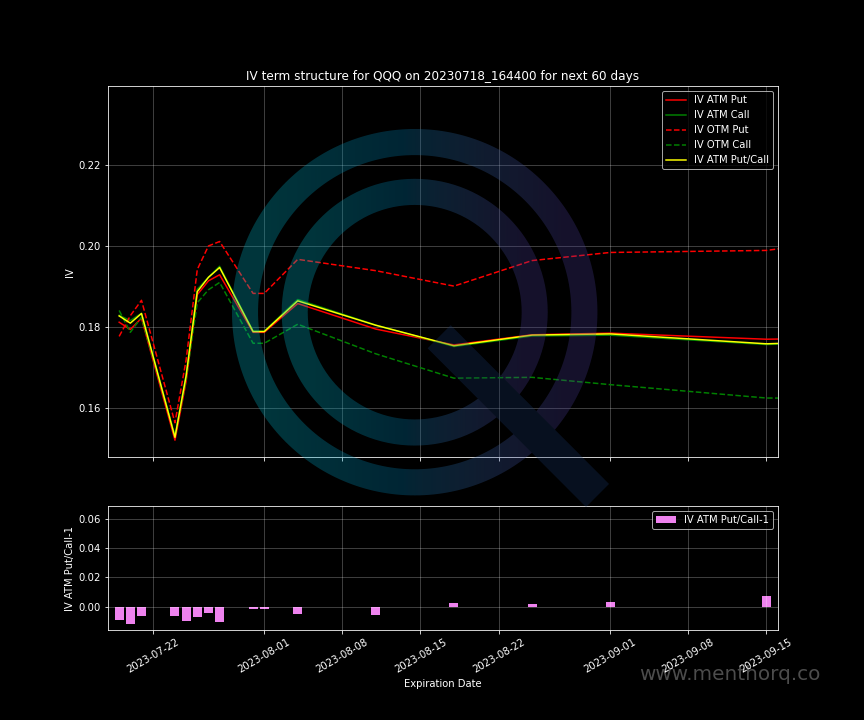 IV term structure for QQQ on 20230718_164400 for next 60 days
IV ATM Put
IV ATM Call
IV OTM Put
IV OTM Call
IV ATM Put/Call
0.22
0.20
0.18
0.16
IV
IV ATM Put/Call-1
0.06
0.04
0.02
0.00
IV ATM Put/Call-1
2023-07-22
2023-08-01
2023-08-08
2023-08-15
2023-08-22
2023-09-01
2023-09-08
2023-09-15
Expiration Date
www.menthorq.co